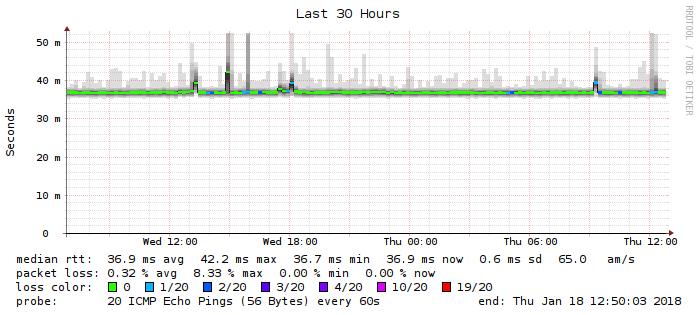 Last 30 Hours
RRDTOOL / TOBI OETIKER
Seconds
50 m
40 m
30 m
20 m
10 m
0
Wed 12:00 Wed 18:00 Thu 00:00 Thu 06:00 Thu 12:00
median rtt: 36.9 ms avg 42.2 ms max 36.7 ms min 36.9 ms now 0.6 ms sd 65.0 am/s
packet loss: 0.32 % avg 8.33 % max 0.00 % min 0.00 % now
loss color: 0 1/20 2/20 3/20 4/20 10/20 19/20
probe: 20 ICMP Echo Pings (56 Bytes) every 60s end: Thu Jan 18 12:50:03 2018